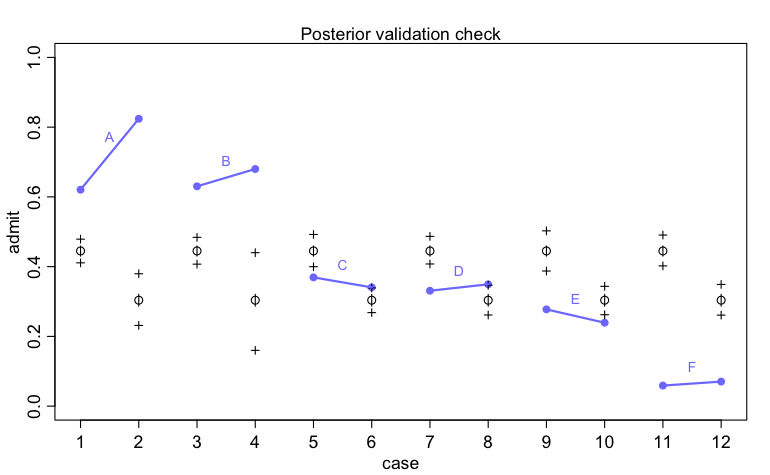 Posterior validation check
admit
1.0
0.8
0.6
0.4
0.2
0.0
A
B
C
D
E
F
1 2 3 4 5 6 7 8 9 10 11 12
case